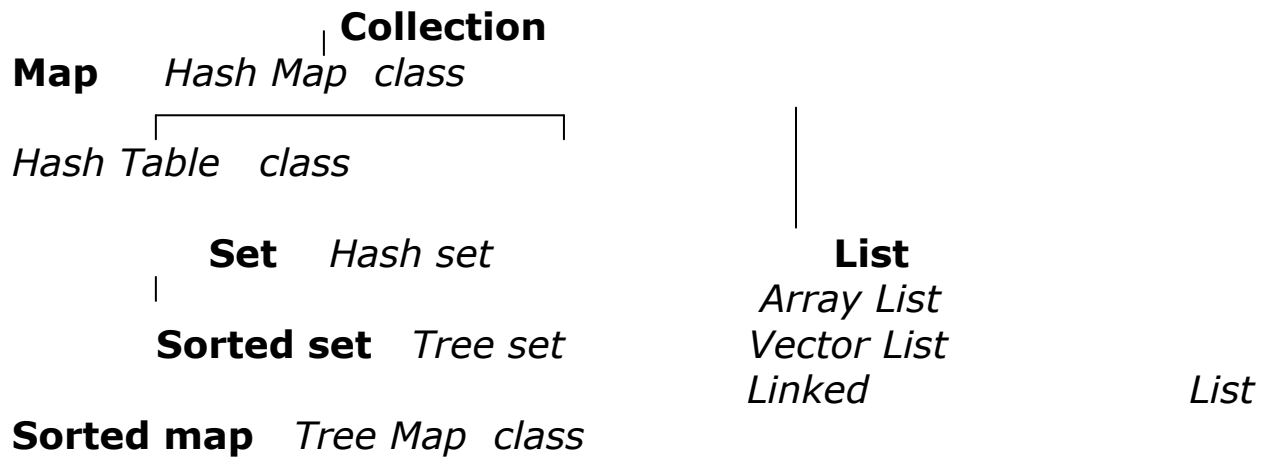 Collection
Map Hash Map class
Hash Table class
Set Hash set List
Array List
Sorted set Tree set Vector List
Linked List
Sorted map Tree Map class